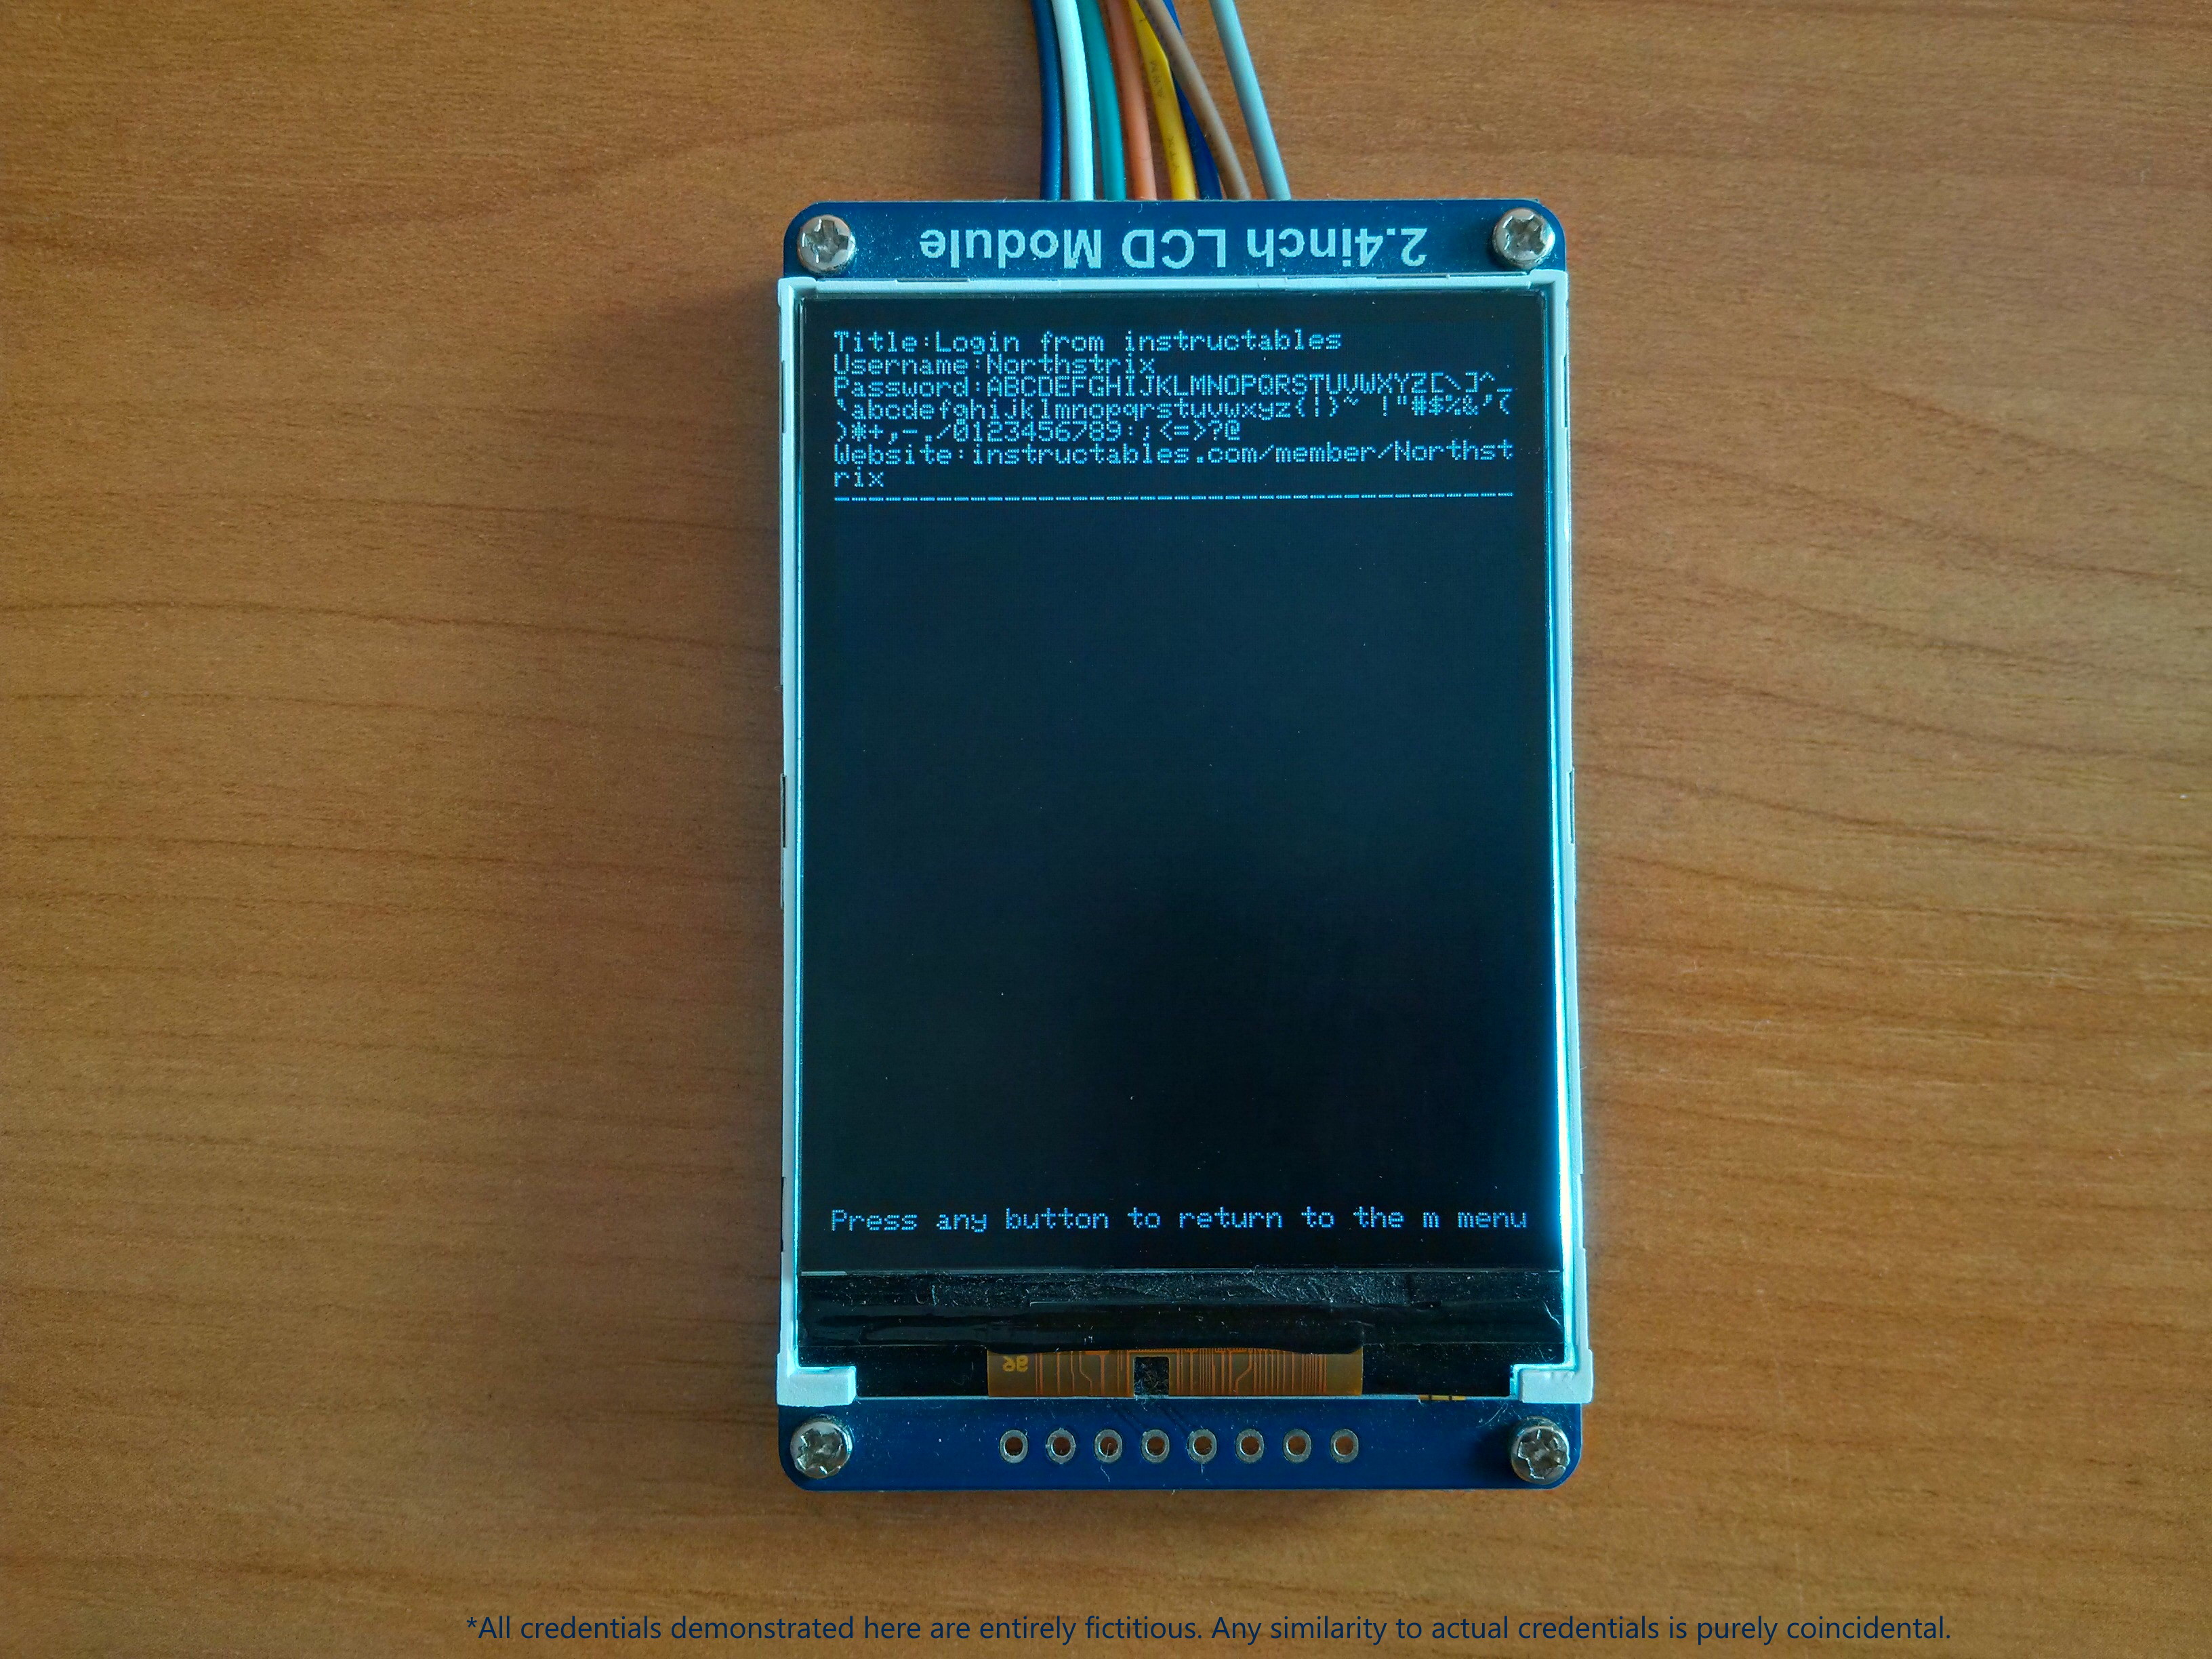 2.4inch LCD Module
Title:Login from instructables
Username:Northstrix
Password:ABCDEFGHIJKLMNOPQRSTUVWXYZ[\]^_
`abcdefghijklmnopqrstuvwxyz{|}~ !"#$%&'(
)*+,-./0123456789:;<=>?@
Website:instructables.com/member/Northst
rix
----------------------------------------
Press any button to return to the m menu
*All credentials demonstrated here are entirely fictitious. Any similarity to actual credentials is purely coincidental.